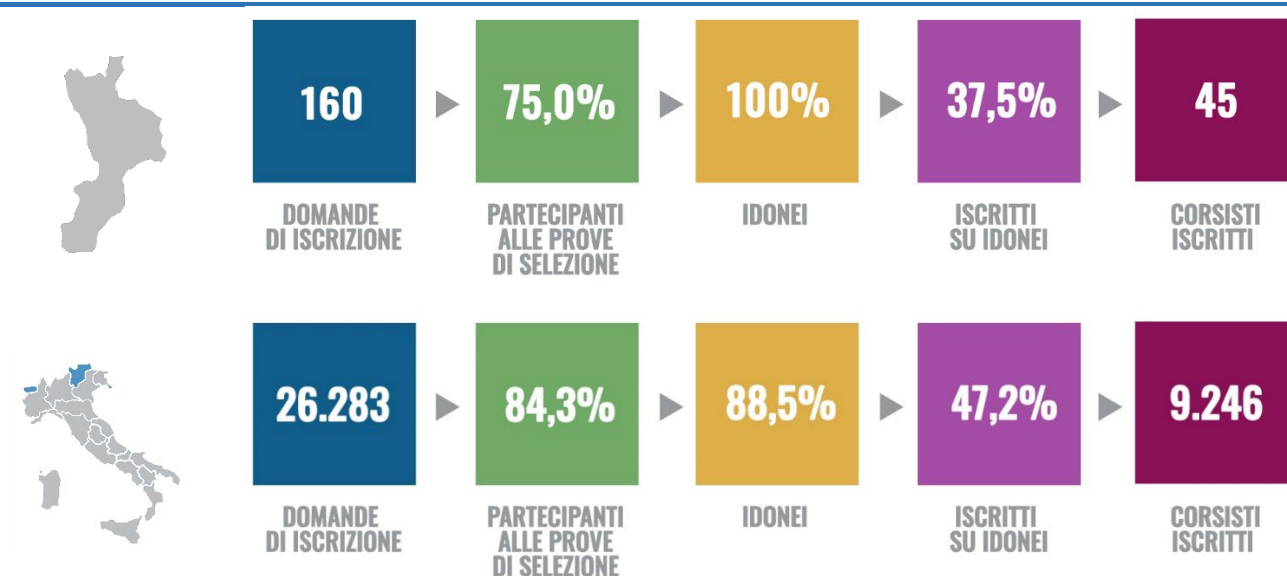 160
75,0%
100%
37,5%
45
DOMANDE
DI ISCRIZIONE
PARTECIPANTI
ALLE PROVE
DI SELEZIONE
IDONEI
ISCRITTI
SU IDONEI
CORSISTI
ISCRITTI
26.283
84,3%
88,5%
47,2%
9.246
DOMANDE
DI ISCRIZIONE
PARTECIPANTI
ALLE PROVE
DI SELEZIONE
IDONEI
ISCRITTI
SU IDONEI
CORSISTI
ISCRITTI